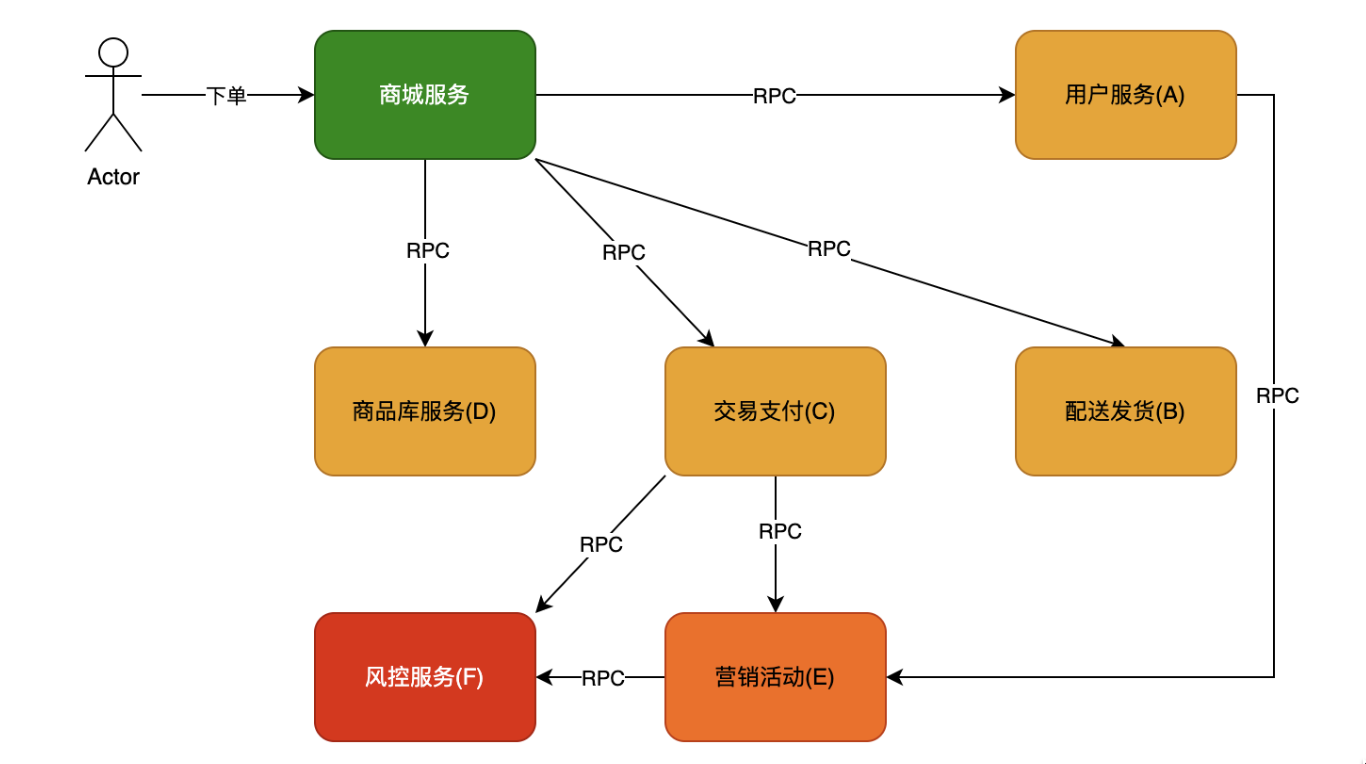 下单
商城服务
RPC
用户服务(A)
Actor
RPC
RPC
RPC
RPC
商品库服务(D)
交易支付(C)
配送发货(B)
RPC
RPC
风控服务(F)
RPC
营销活动(E)